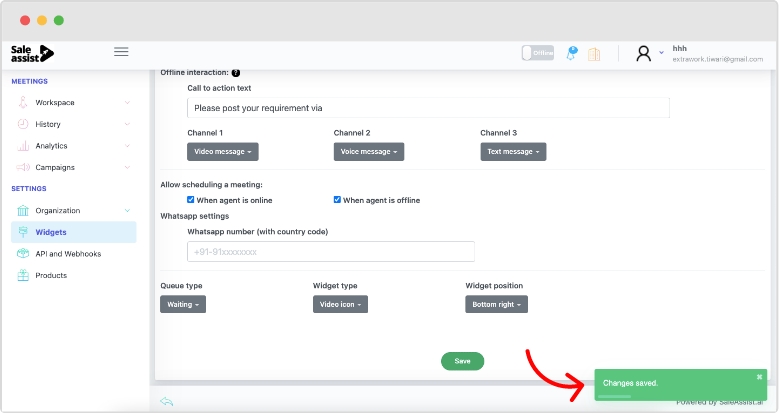 Sale assist
Offline
hhh
extrawork.tiwari@gmail.com
MEETINGS
Workspace
History
Analytics
Campaigns
SETTINGS
Organization
Widgets
API and Webhooks
Products
Offline interaction: ?
Call to action text
Please post your requirement via
Channel 1 Channel 2 Channel 3
Video message Voice message Text message
Allow scheduling a meeting:
When agent is online When agent is offline
Whatsapp settings
Whatsapp number (with country code)
+91-91xxxxxxxx
Queue type Widget type Widget position
Waiting Video icon Bottom right
Save
Changes saved.
Powered by SaleAssist.ai